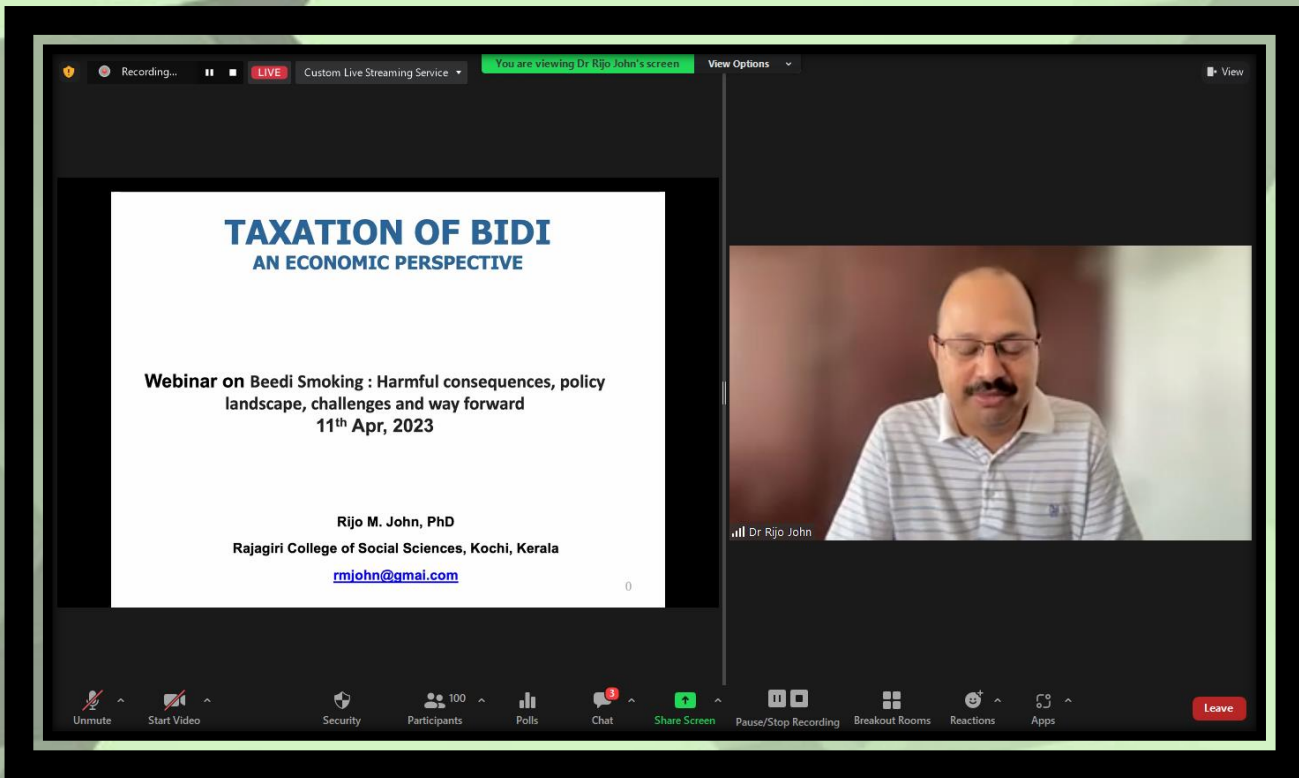 Recording...
LIVE
Custom Live Streaming Service
You are viewing Dr Rijo John's screen
View Options
View
TAXATION OF BIDI
AN ECONOMIC PERSPECTIVE
Webinar on Beedi Smoking : Harmful consequences, policy
landscape, challenges and way forward
11th Apr, 2023
Rijo M. John, PhD
Rajagiri College of Social Sciences, Kochi, Kerala
rmjohn@gmai.com
0
Dr Rijo John
Unmute
Start Video
Security
100
Participants
Polls
3
Chat
Share Screen
Pause/Stop Recording
Breakout Rooms
Reactions
Apps
Leave